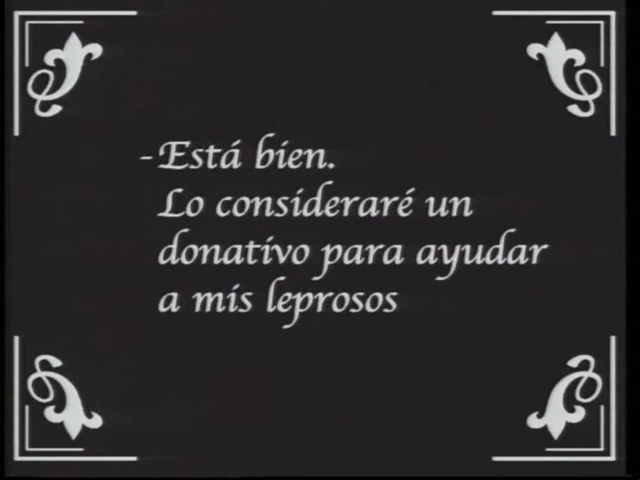 -Está bien.
Lo consideraré un
donativo para ayudar
a mis leprosos